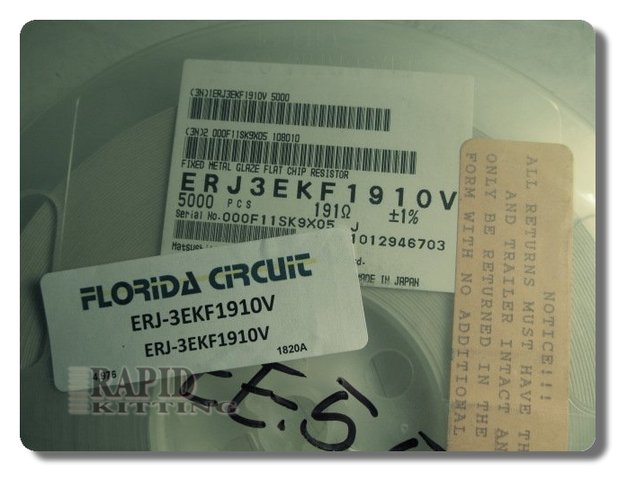 (3N)1ERJ3EKF1910V 5000
(3N)2 000F11SK9X05 108010
FIXED METAL GLAZE FLAT CHIP RESISTOR
ERJ3EKF1910V
5000 PCS 191Ω ±1%
Serial No.000F11SK9X05 J
1012946703
MADE IN JAPAN
FLORIDA CIRCUIT
ERJ-3EKF1910V
ERJ-3EKF1910V
1820A
RAPID
KITTING
NOTICE!!!
ALL RETURNS MUST HAVE TH
AND TRAILER INTACT AN
ONLY BE RETURNED IN THE
FORM WITH NO ADDITIONAL